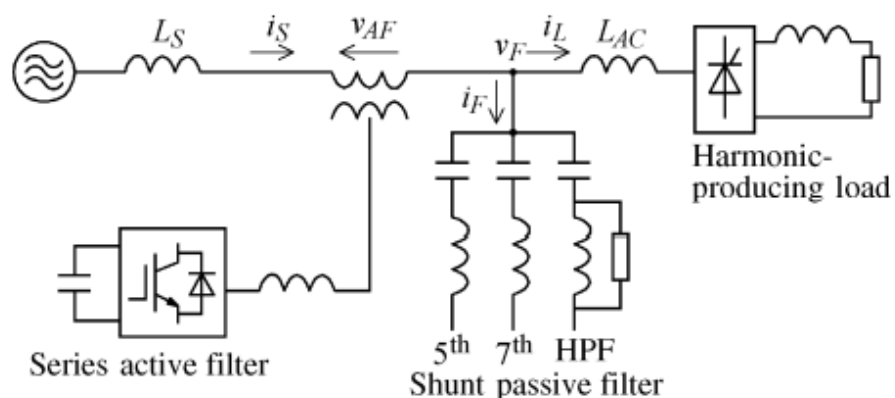 L_S
i_S
v_AF
v_F
i_L
L_AC
i_F
Harmonic-
producing load
Series active filter
5th
7th
HPF
Shunt passive filter